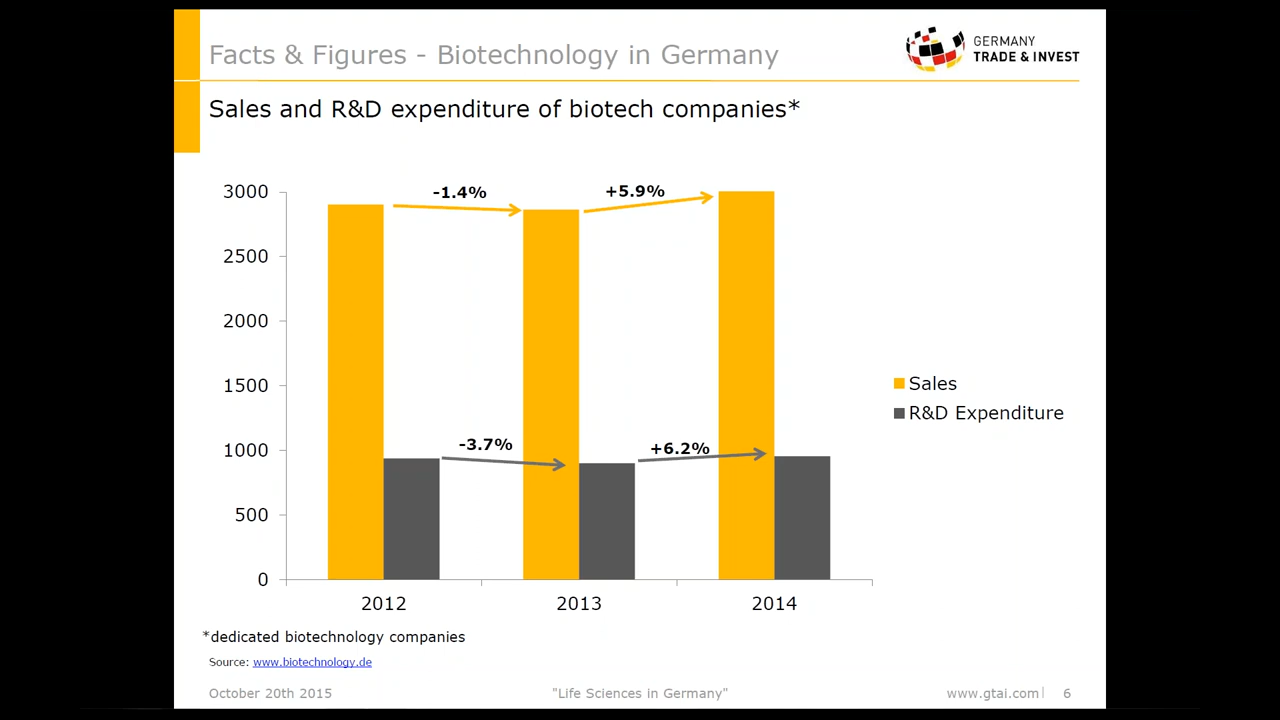 Facts & Figures - Biotechnology in Germany
GERMANY
TRADE & INVEST
Sales and R&D expenditure of biotech companies*
3000
2500
2000
1500
1000
500
0
-1.4%
+5.9%
-3.7%
+6.2%
2012
2013
2014
Sales
R&D Expenditure
*dedicated biotechnology companies
Source: www.biotechnology.de
October 20th 2015
"Life Sciences in Germany"
www.gtai.com
6